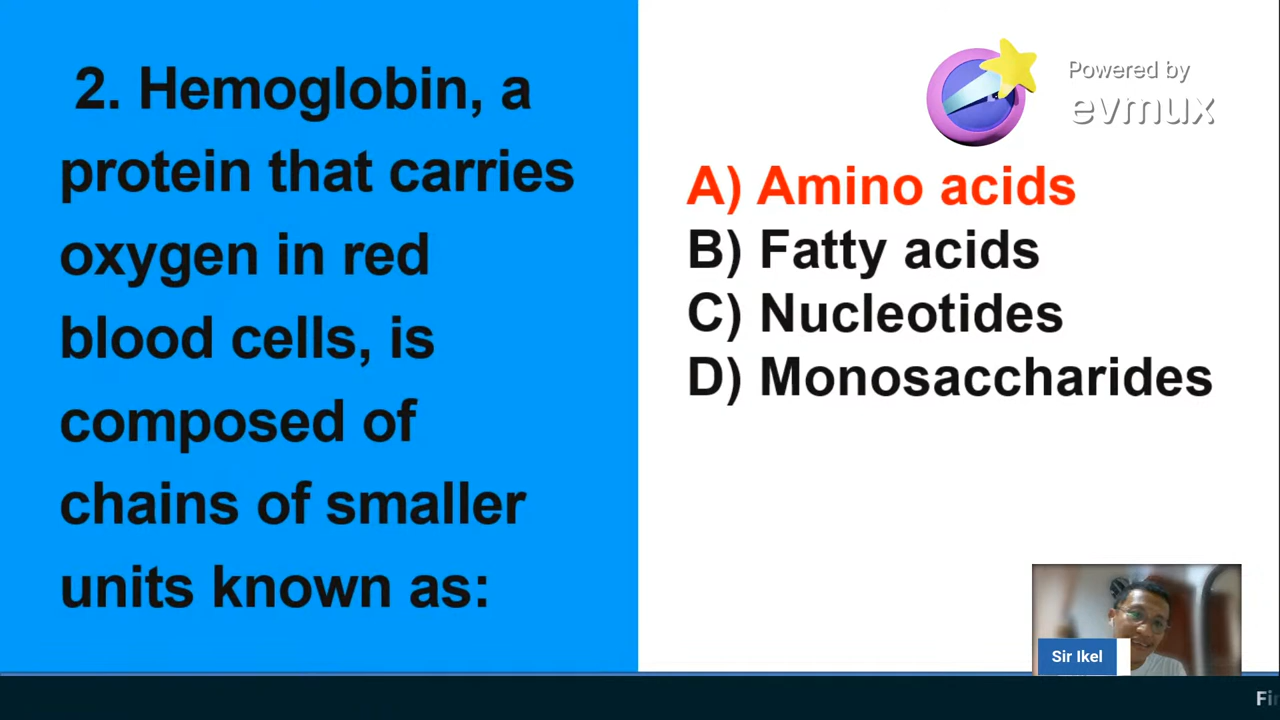 2. Hemoglobin, a
protein that carries
oxygen in red
blood cells, is
composed of
chains of smaller
units known as:
Powered by
evmux
A) Amino acids
B) Fatty acids
C) Nucleotides
D) Monosaccharides
Sir Ikel